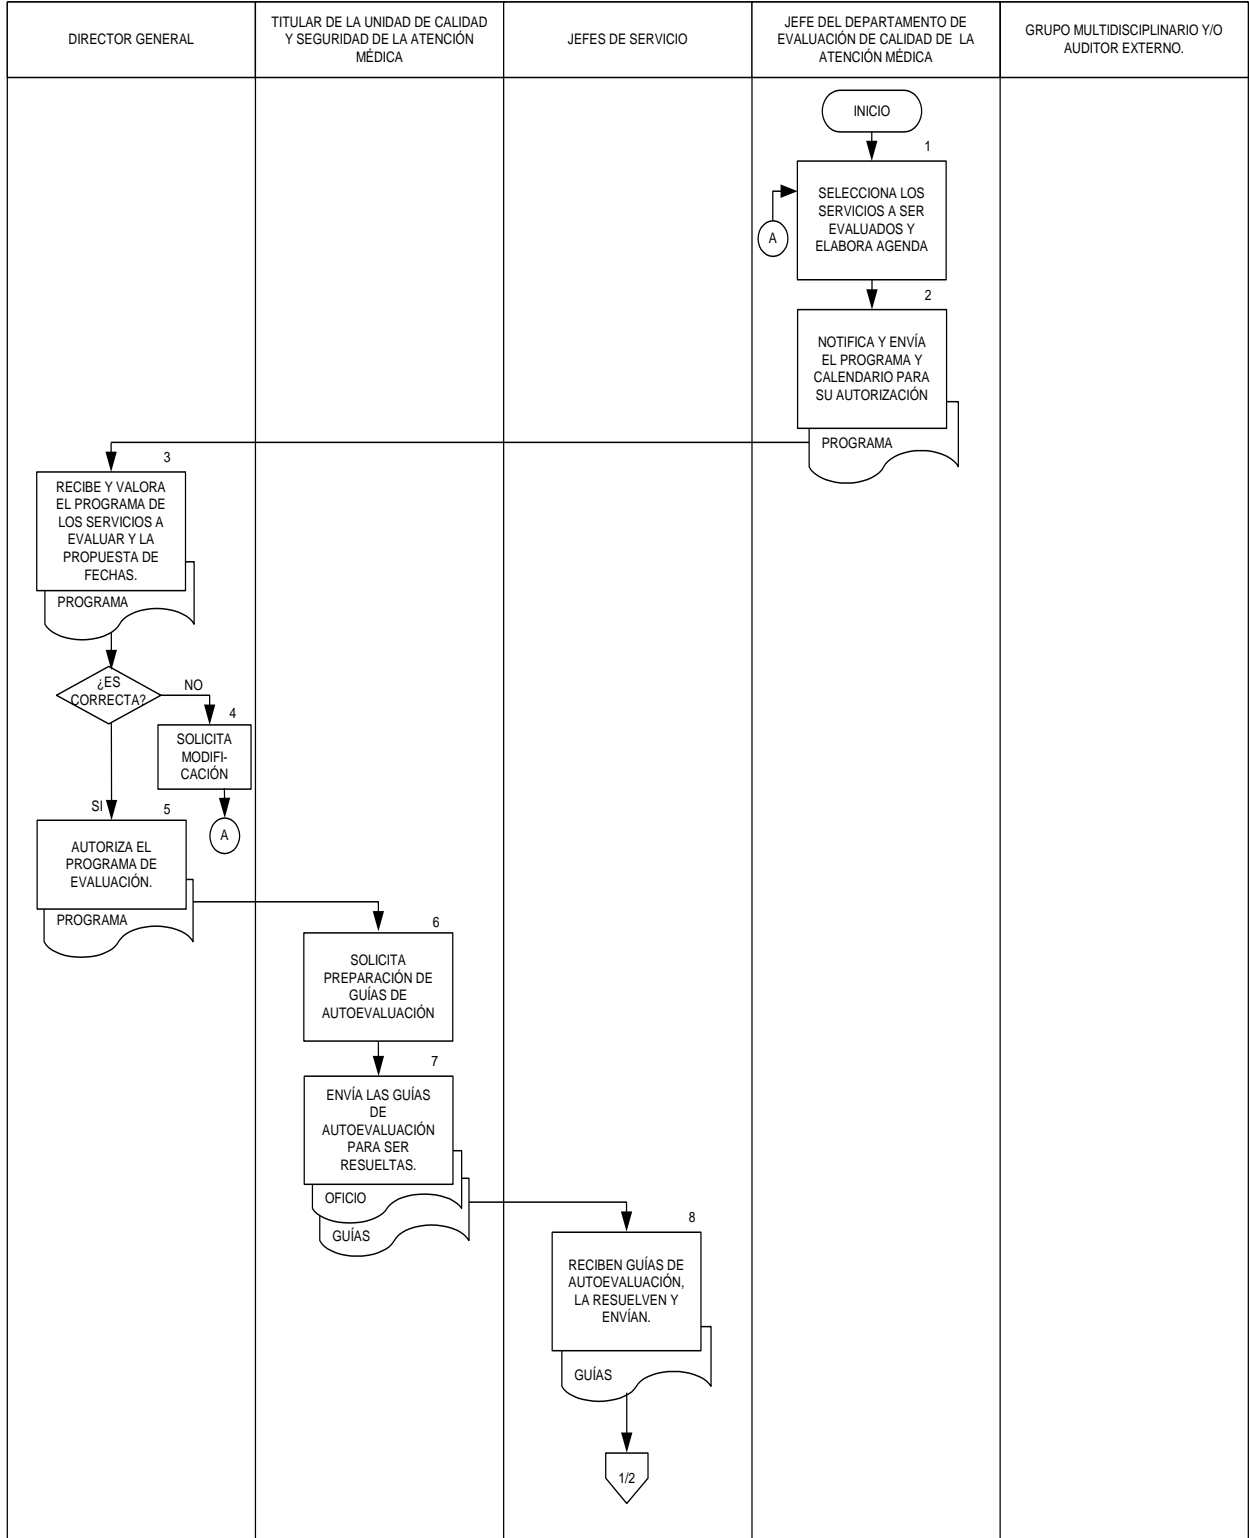 DIRECTOR GENERAL
TITULAR DE LA UNIDAD DE CALIDAD
Y SEGURIDAD DE LA ATENCIÓN
MÉDICA
JEFES DE SERVICIO
JEFE DEL DEPARTAMENTO DE
EVALUACIÓN DE CALIDAD DE LA
ATENCIÓN MÉDICA
GRUPO MULTIDISCIPLINARIO Y/O
AUDITOR EXTERNO.
INICIO
1
SELECCIONA LOS
SERVICIOS A SER
EVALUADOS Y
ELABORA AGENDA
A
2
NOTIFICA Y ENVÍA
EL PROGRAMA Y
CALENDARIO PARA
SU AUTORIZACIÓN
PROGRAMA
3
RECIBE Y VALORA
EL PROGRAMA DE
LOS SERVICIOS A
EVALUAR Y LA
PROPUESTA DE
FECHAS.
PROGRAMA
¿ES
CORRECTA?
NO
4
SOLICITA
MODIFI-
CACIÓN
A
SI
5
AUTORIZA EL
PROGRAMA DE
EVALUACIÓN.
PROGRAMA
6
SOLICITA
PREPARACIÓN DE
GUÍAS DE
AUTOEVALUACIÓN
7
ENVÍA LAS GUÍAS
DE
AUTOEVALUACIÓN
PARA SER
RESUELTAS.
OFICIO
GUÍAS
8
RECIBEN GUÍAS DE
AUTOEVALUACIÓN,
LA RESUELVEN Y
ENVÍAN.
GUÍAS
1/2